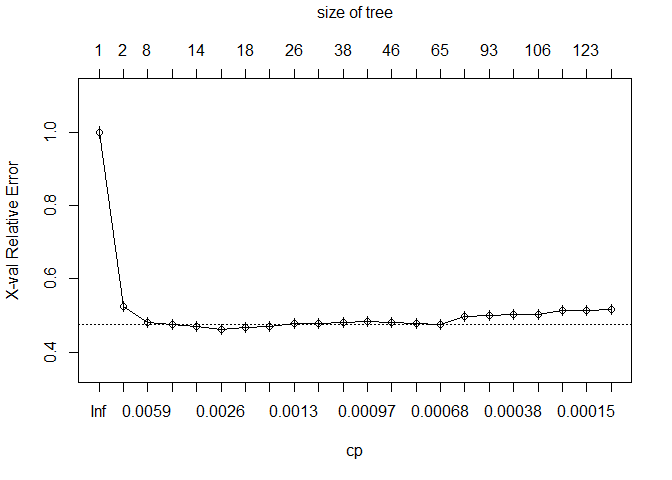 size of tree
1 2 8 14 18 26 38 46 65 93 106 123
X-val Relative Error
1.0
0.8
0.6
0.4
Inf 0.0059 0.0026 0.0013 0.00097 0.00068 0.00038 0.00015
cp